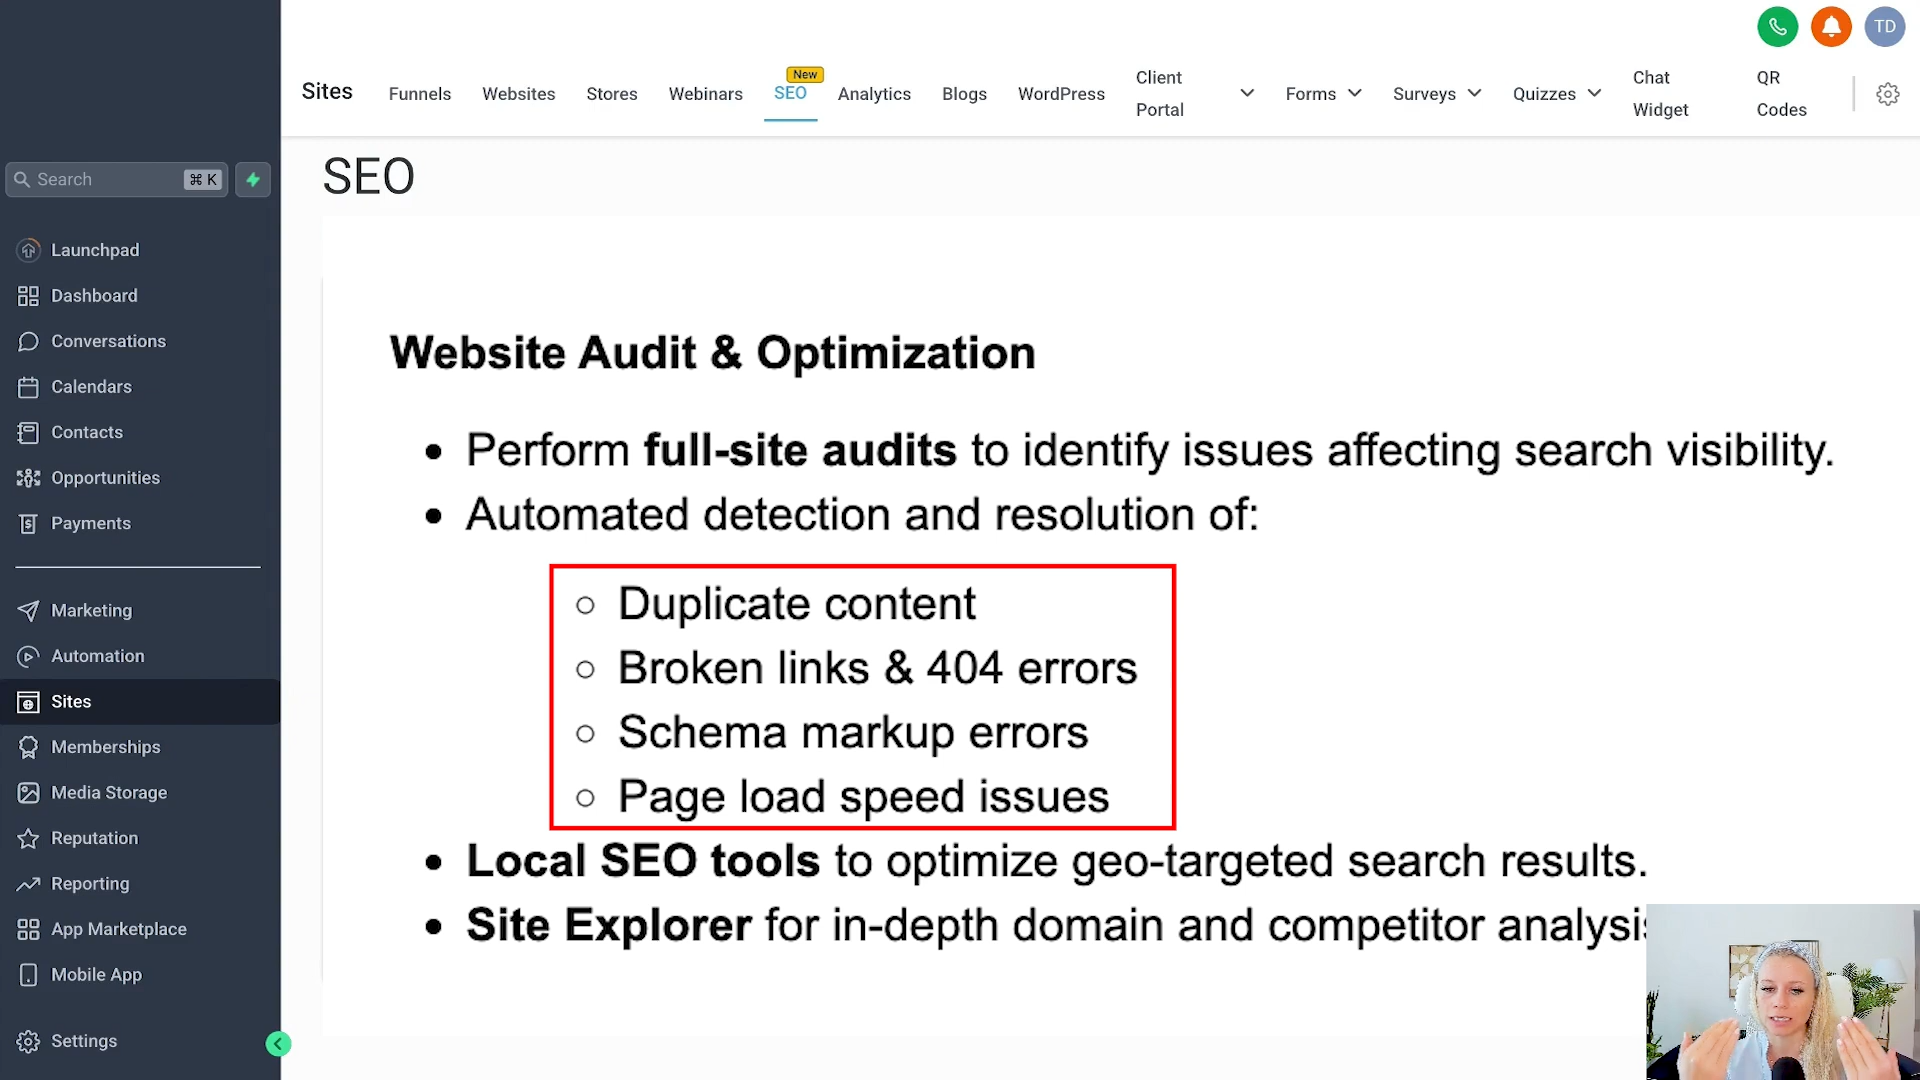 TD
Sites
Funnels
Websites
Stores
Webinars
New
SEO
Analytics
Blogs
WordPress
Client
Portal
Forms
Surveys
Quizzes
Chat
Widget
QR
Codes
Search
⌘ K
Launchpad
Dashboard
Conversations
Calendars
Contacts
Opportunities
Payments
Marketing
Automation
Sites
Memberships
Media Storage
Reputation
Reporting
App Marketplace
Mobile App
Settings
SEO
Website Audit & Optimization
• Perform full-site audits to identify issues affecting search visibility.
• Automated detection and resolution of:
○ Duplicate content
○ Broken links & 404 errors
○ Schema markup errors
○ Page load speed issues
• Local SEO tools to optimize geo-targeted search results.
• Site Explorer for in-depth domain and competitor analysis